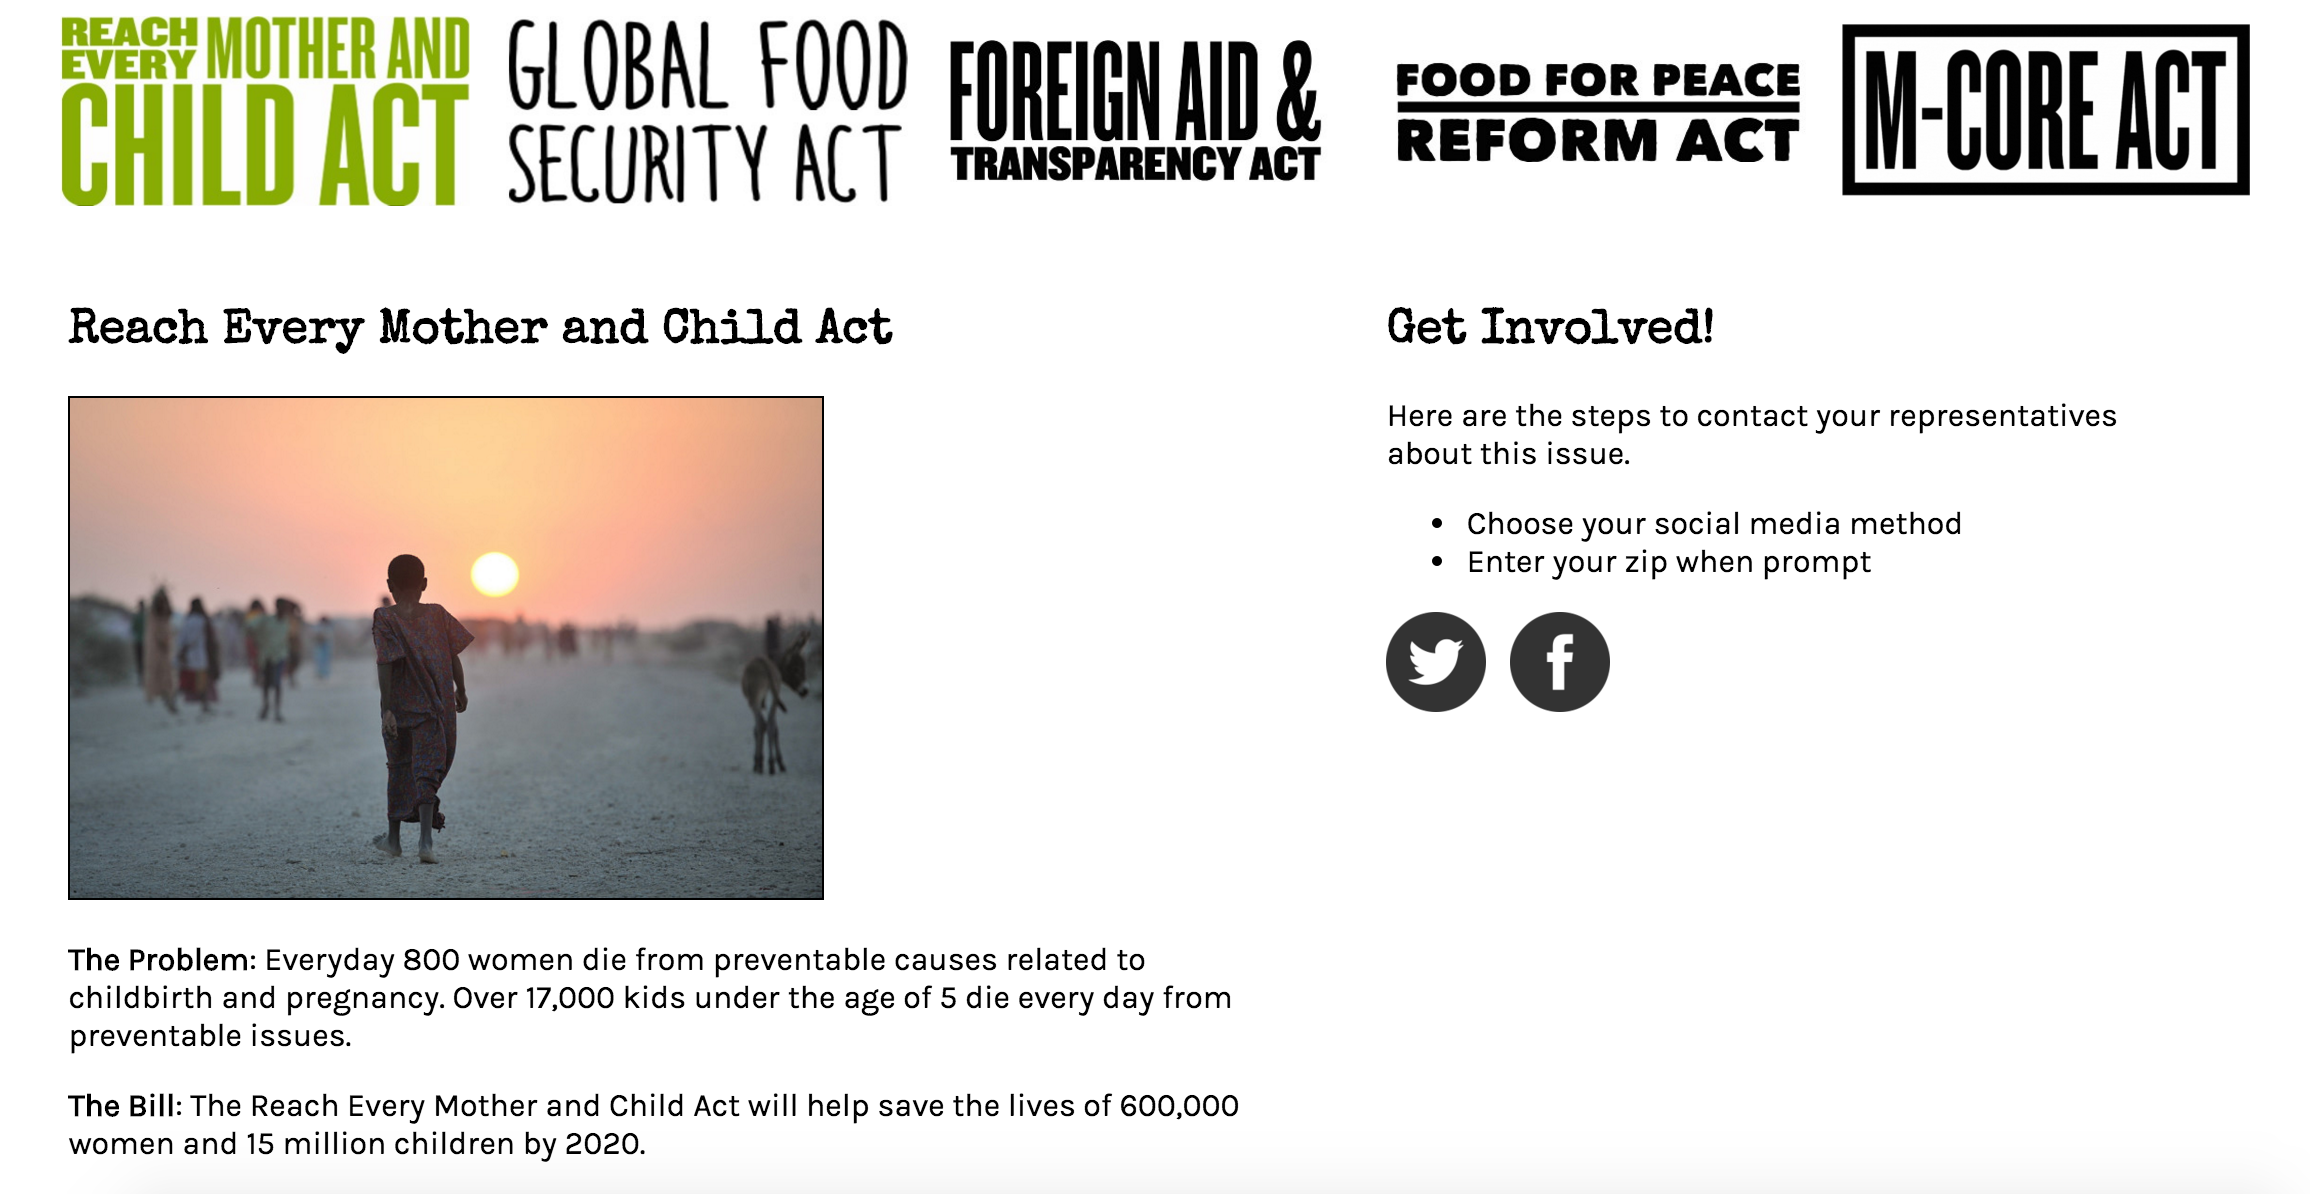 REACH EVERY MOTHER AND
CHILD ACT
GLOBAL FOOD
SECURITY ACT
FOREIGN AID &
TRANSPARENCY ACT
FOOD FOR PEACE
REFORM ACT
M-CORE ACT
Reach Every Mother and Child Act
The Problem: Everyday 800 women die from preventable causes related to
childbirth and pregnancy. Over 17,000 kids under the age of 5 die every day from
preventable issues.
The Bill: The Reach Every Mother and Child Act will help save the lives of 600,000
women and 15 million children by 2020.
Get Involved!
Here are the steps to contact your representatives
about this issue.
• Choose your social media method
• Enter your zip when prompt
f